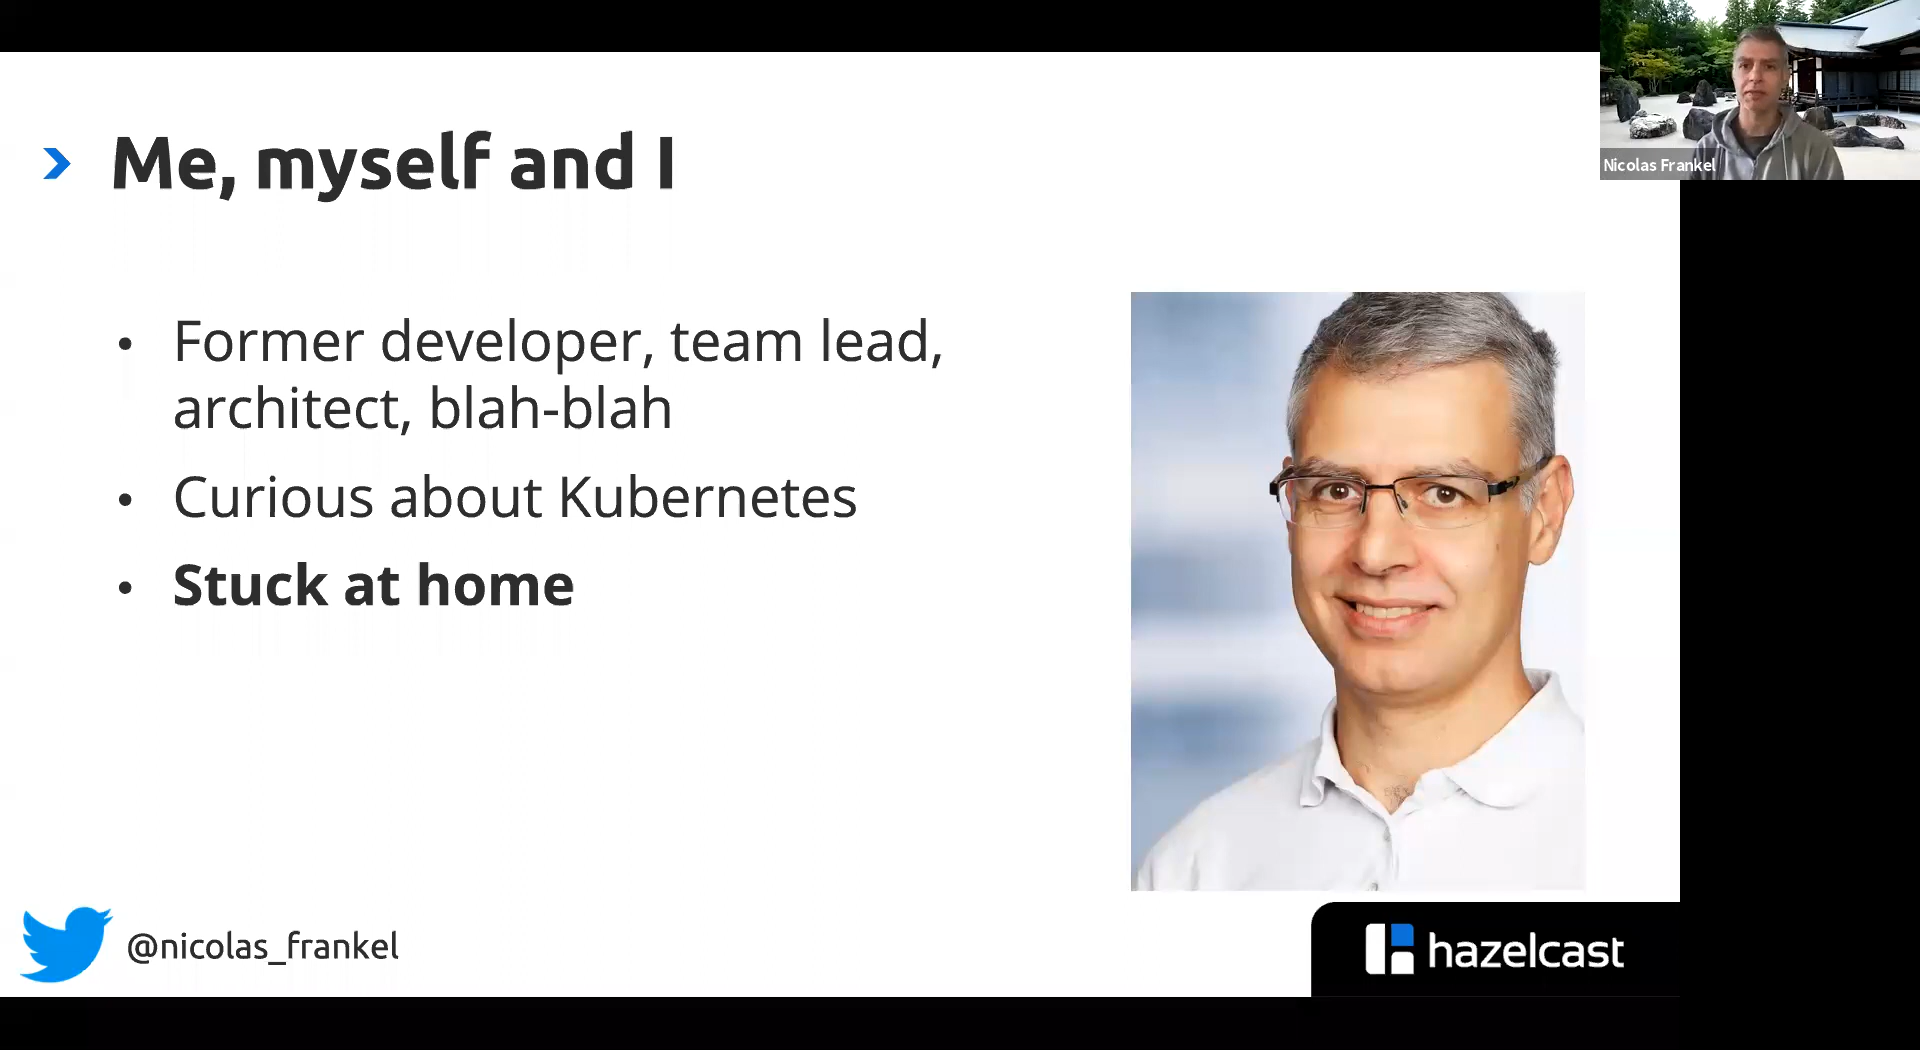 Me, myself and I
Nicolas Frankel
• Former developer, team lead,
architect, blah-blah
• Curious about Kubernetes
• Stuck at home
@nicolas_frankel
hazelcast